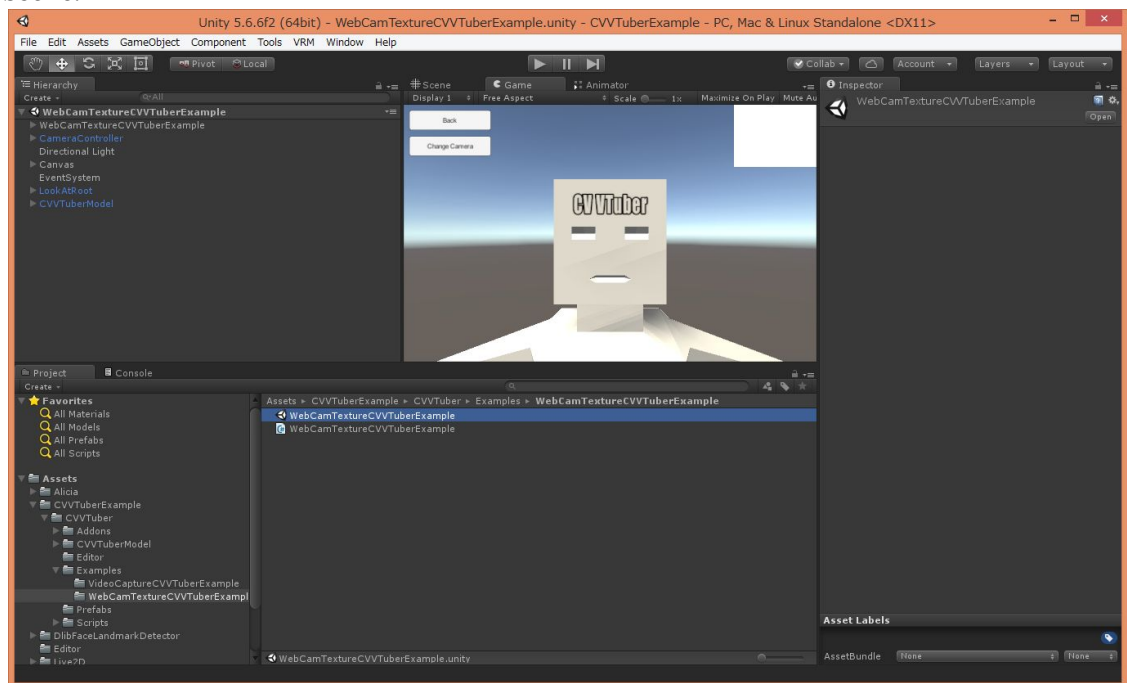 Unity 5.6.6f2 (64bit) - WebCamTextureCVVTuberExample.unity - CVVTuberExample - PC, Mac & Linux Standalone <DX11>
File Edit Assets GameObject Component Tools VRM Window Help
Pivot Local Collab Account Layers Layout
Hierarchy
Create All
WebCamTextureCVVTuberExample
WebCamTextureCVVTuberExample
CameraController
Directional Light
Canvas
EventSystem
LookAtRoot
CVVTuberModel
Scene Game Animator
Display 1 Free Aspect Scale 1x Maximize On Play Mute Au
Back
Change Camera
CVVTuber
Inspector
WebCamTextureCVVTuberExample
Open
Project Console
Create
Favorites
All Materials
All Models
All Prefabs
All Scripts
Assets
Alicia
CVVTuberExample
CVVTuber
Addons
CVVTuberModel
Editor
Examples
VideoCaptureCVVTuberExample
WebCamTextureCVVTuberExampl
Prefabs
Scripts
DlibFaceLandmarkDetector
Editor
Live2D
Assets ▸ CVVTuberExample ▸ CVVTuber ▸ Examples ▸ WebCamTextureCVVTuberExample
WebCamTextureCVVTuberExample
WebCamTextureCVVTuberExample
WebCamTextureCVVTuberExample.unity
Asset Labels
AssetBundle None None